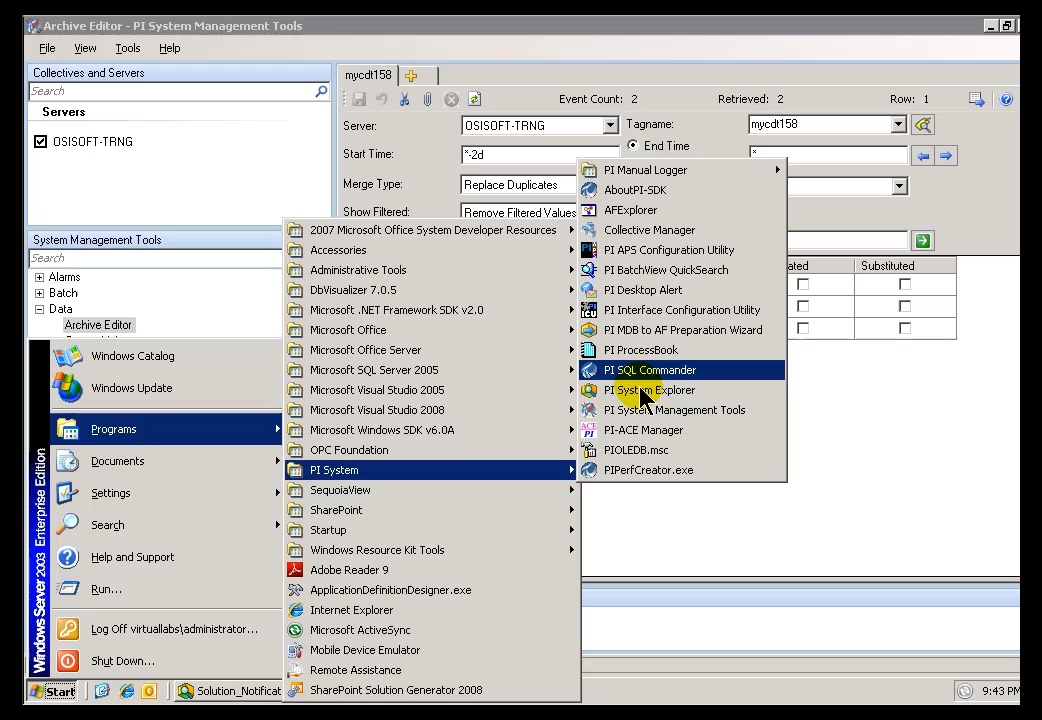 Archive Editor - PI System Management Tools
File View Tools Help
Collectives and Servers
Search
Servers
OSISOFT-TRNG
System Management Tools
Search
Alarms
Batch
Data
Archive Editor
mycdt158
Event Count: 2 Retrieved: 2 Row: 1
Server: OSISOFT-TRNG Tagname: mycdt158
End Time
Start Time: *-2d *
Merge Type: Replace Duplicates
Show Filtered: Remove Filtered Values
ated Substituted
PI Manual Logger
AboutPI-SDK
AFExplorer
Collective Manager
PI APS Configuration Utility
PI BatchView QuickSearch
PI Desktop Alert
PI Interface Configuration Utility
PI MDB to AF Preparation Wizard
PI ProcessBook
PI SQL Commander
PI System Explorer
PI System Management Tools
PI-ACE Manager
PIOLEDB.msc
PIPerfCreator.exe
2007 Microsoft Office System Developer Resources
Accessories
Administrative Tools
DbVisualizer 7.0.5
Microsoft .NET Framework SDK v2.0
Microsoft Office
Microsoft Office Server
Microsoft SQL Server 2005
Microsoft Visual Studio 2005
Microsoft Visual Studio 2008
Microsoft Windows SDK v6.0A
OPC Foundation
PI System
SequoiaView
SharePoint
Startup
Windows Resource Kit Tools
Adobe Reader 9
ApplicationDefinitionDesigner.exe
Internet Explorer
Microsoft ActiveSync
Mobile Device Emulator
Remote Assistance
SharePoint Solution Generator 2008
Windows Catalog
Windows Update
Programs
Documents
Settings
Search
Help and Support
Run...
Log Off virtuallabs\administrator...
Shut Down...
Windows Server 2003 Enterprise Edition
Start Solution_Notificat 9:43 PM